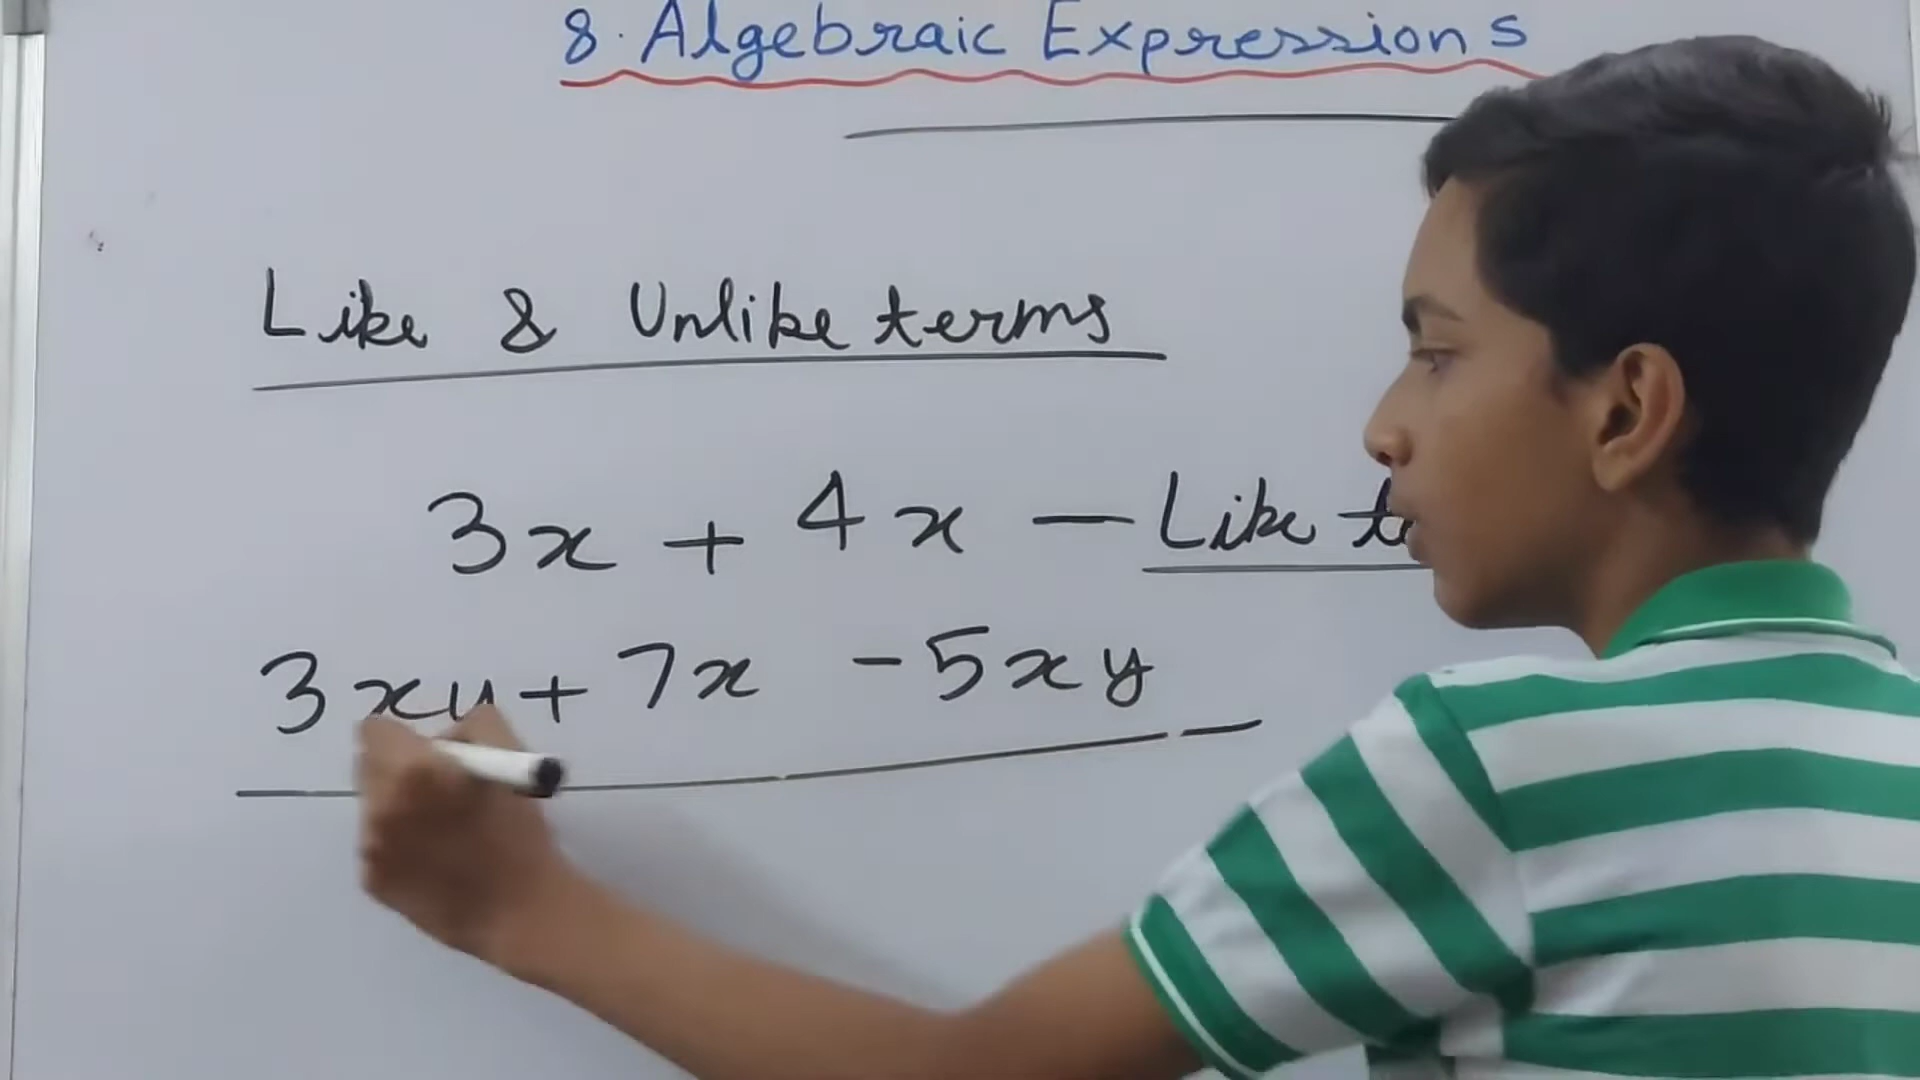 8. Algebraic Expressions
Like & Unlike terms
3x + 4x - Like
3xy + 7x - 5xy